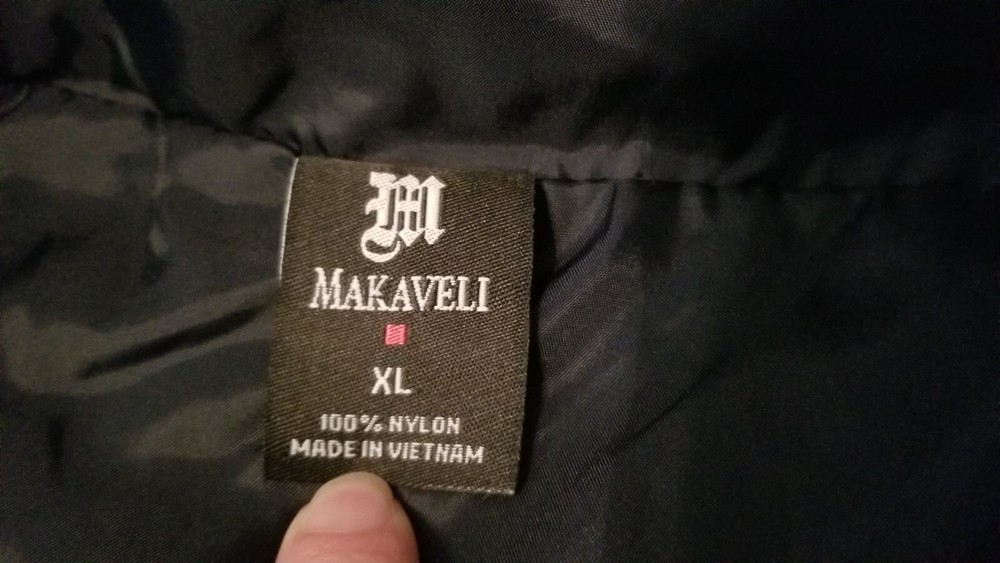 M
MAKAVELI
XL
100% NYLON
MADE IN VIETNAM